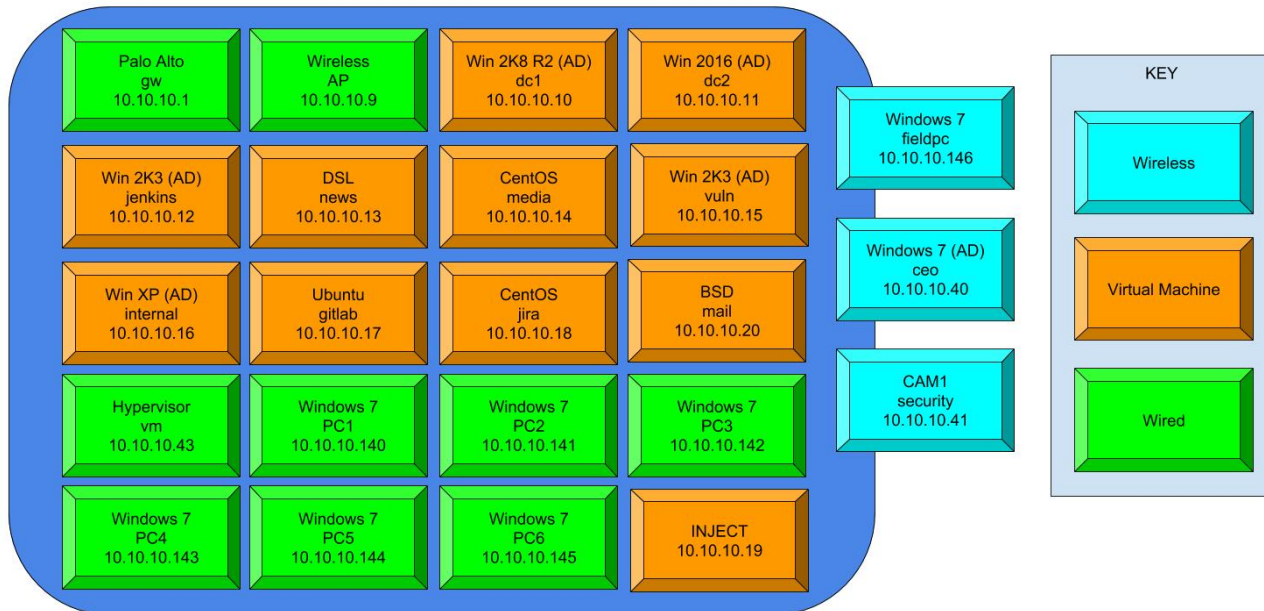 Palo Alto
gw
10.10.10.1
Wireless
AP
10.10.10.9
Win 2K8 R2 (AD)
dc1
10.10.10.10
Win 2016 (AD)
dc2
10.10.10.11
Win 2K3 (AD)
jenkins
10.10.10.12
DSL
news
10.10.10.13
CentOS
media
10.10.10.14
Win 2K3 (AD)
vuln
10.10.10.15
Win XP (AD)
internal
10.10.10.16
Ubuntu
gitlab
10.10.10.17
CentOS
jira
10.10.10.18
BSD
mail
10.10.10.20
Hypervisor
vm
10.10.10.43
Windows 7
PC1
10.10.10.140
Windows 7
PC2
10.10.10.141
Windows 7
PC3
10.10.10.142
Windows 7
PC4
10.10.10.143
Windows 7
PC5
10.10.10.144
Windows 7
PC6
10.10.10.145
INJECT
10.10.10.19
Windows 7
fieldpc
10.10.10.146
Windows 7 (AD)
ceo
10.10.10.40
CAM1
security
10.10.10.41
KEY
Wireless
Virtual Machine
Wired